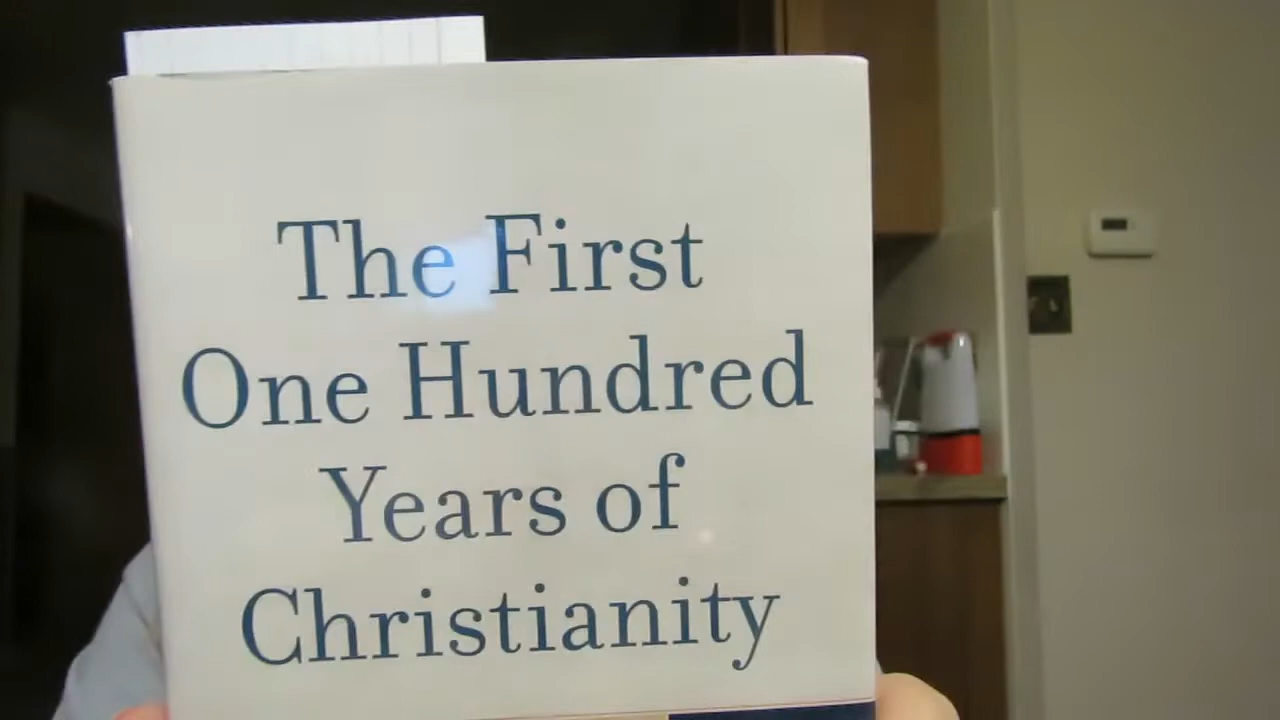 The First
One Hundred
Years of
Christianity